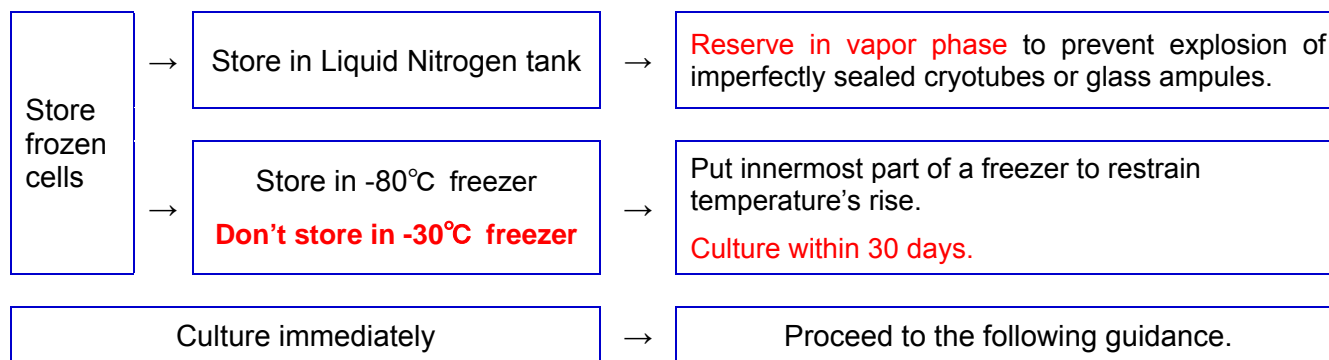 Store
frozen
cells
→
Store in Liquid Nitrogen tank
→
Reserve in vapor phase to prevent explosion of
imperfectly sealed cryotubes or glass ampules.
→
Store in -80℃ freezer
Don’t store in -30℃ freezer
→
Put innermost part of a freezer to restrain
temperature’s rise.
Culture within 30 days.
Culture immediately
→
Proceed to the following guidance.